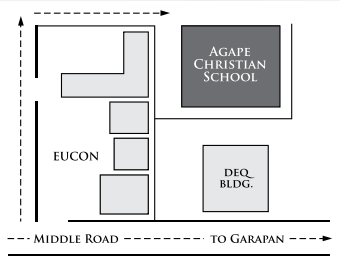 AGAPE
CHRISTIAN
SCHOOL
EUCON
DEQ
BLDG.
MIDDLE ROAD
TO GARAPAN